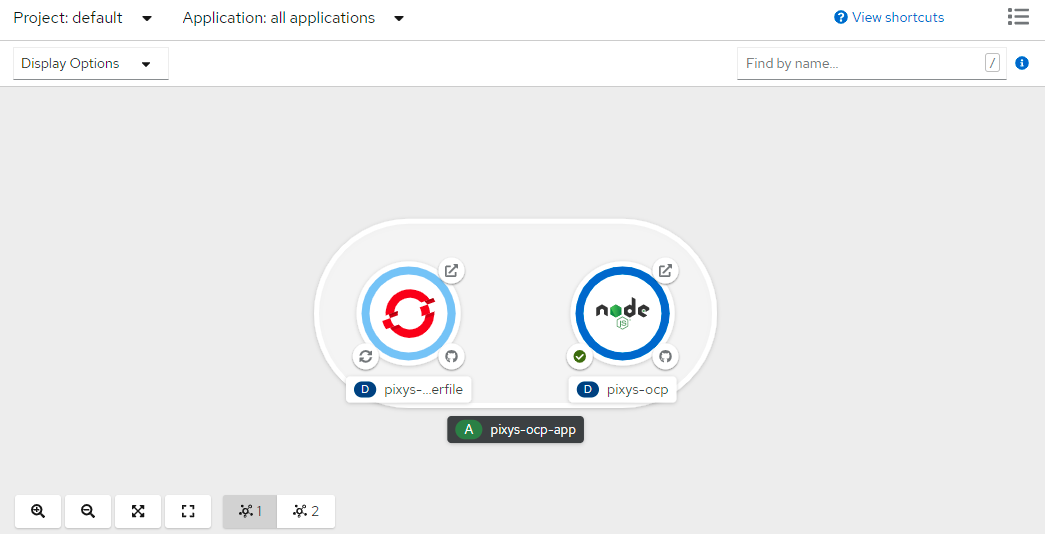 Project: default
Application: all applications
View shortcuts
Display Options
Find by name...
/
node
JS
D pixys-...erfile
D pixys-ocp
A pixys-ocp-app
1
2